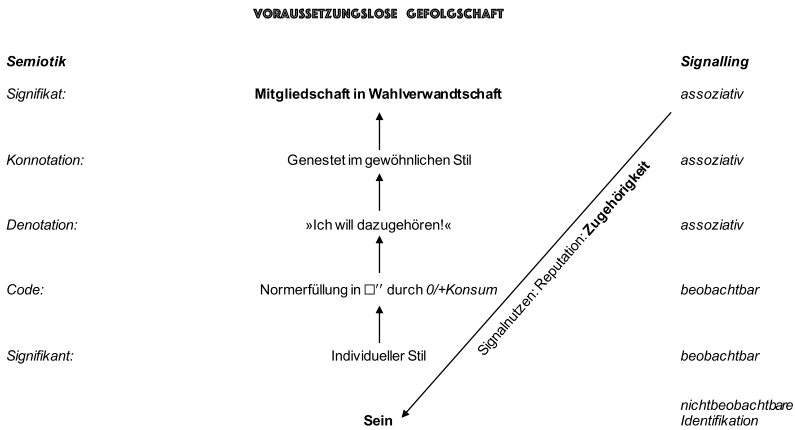 VORAUSSETZUNGSLOSE GEFOLGSCHAFT
Semiotik Signalling
Signifikat: Mitgliedschaft in Wahlverwandtschaft assoziativ
Konnotation: Genestet im gewöhnlichen Stil assoziativ
Denotation: »Ich will dazugehören!« assoziativ
Signalnutzen: Reputation: Zugehörigkeit
Code: Normerfüllung in □′′ durch 0/+Konsum beobachtbar
Signifikant: Individueller Stil beobachtbar
Sein nichtbeobachtbare
Identifikation